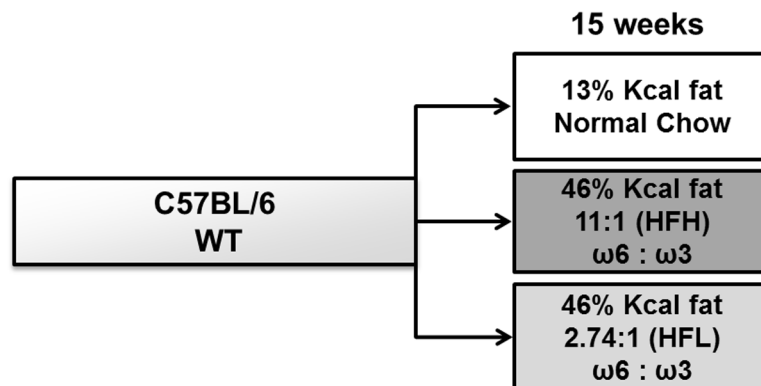 15 weeks
C57BL/6
WT
13% Kcal fat
Normal Chow
46% Kcal fat
11:1 (HFH)
ω6 : ω3
46% Kcal fat
2.74:1 (HFL)
ω6 : ω3